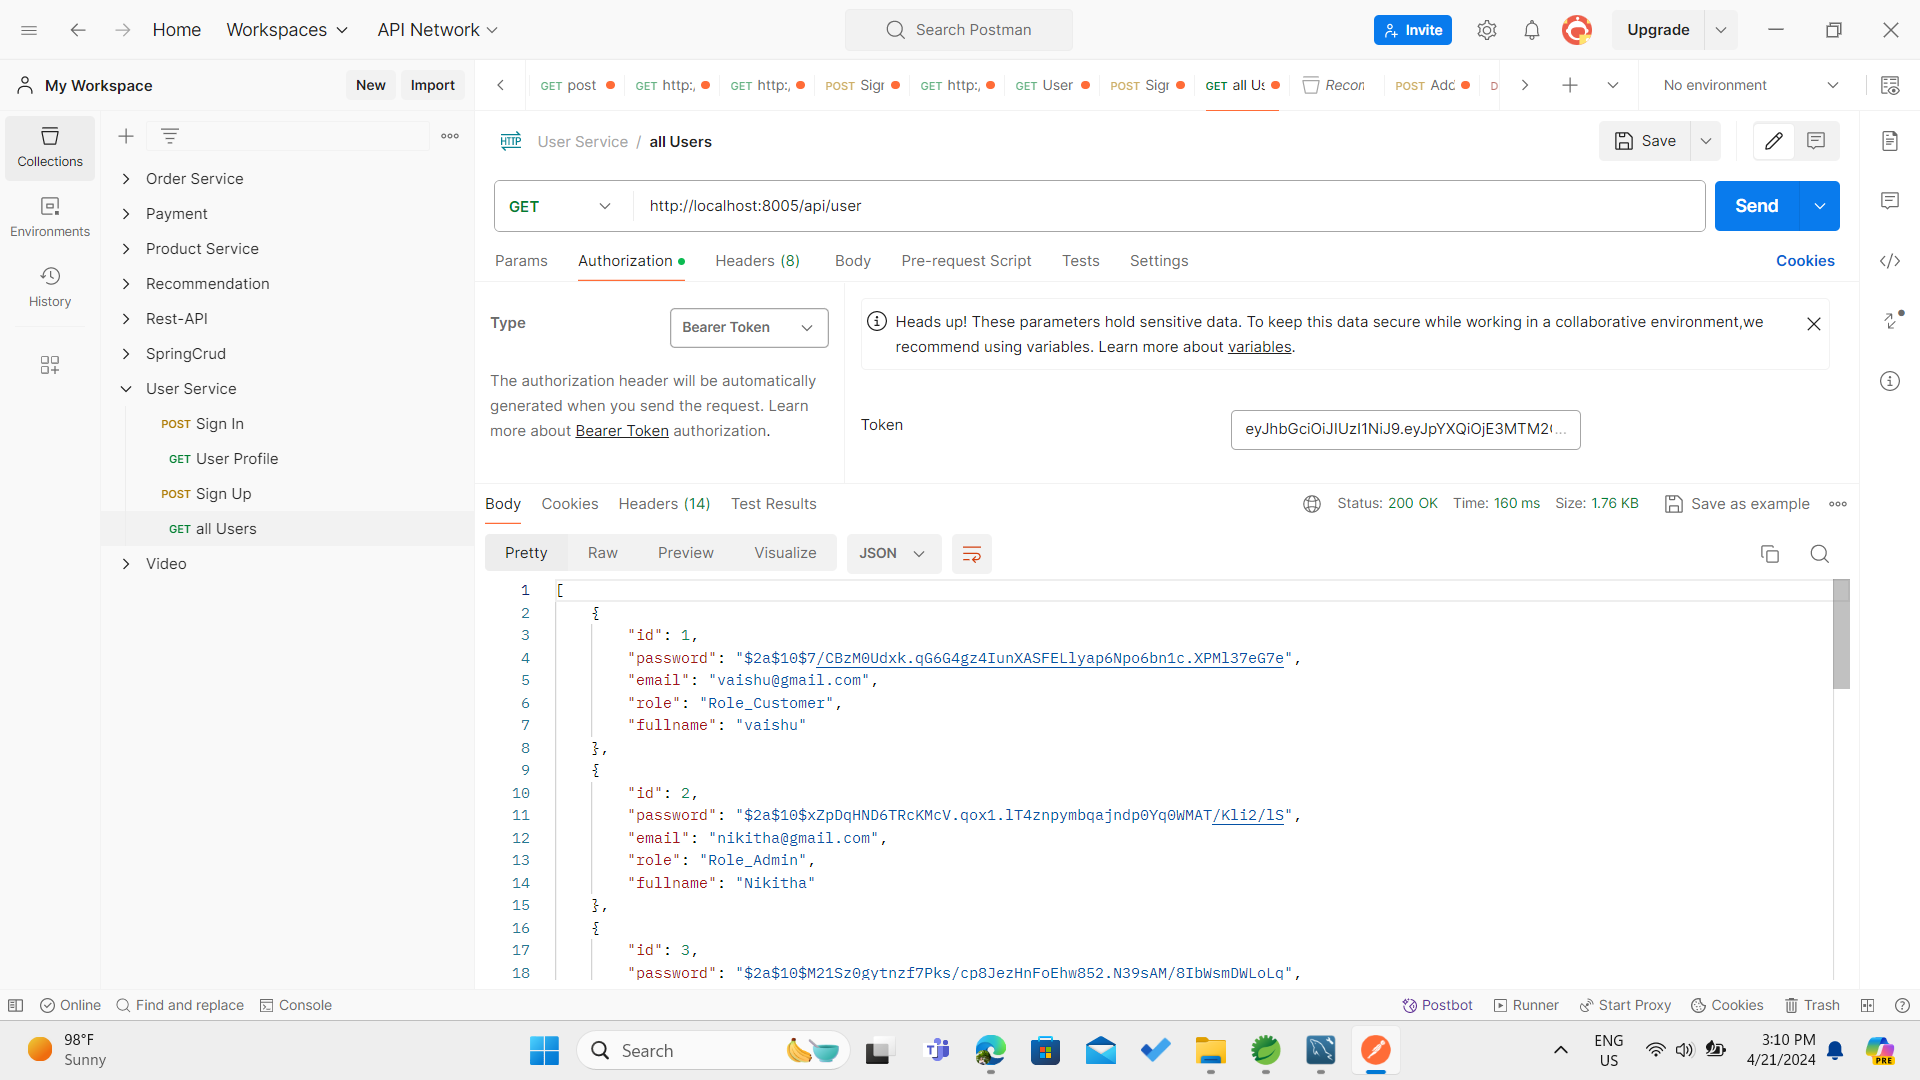 Home Workspaces API Network Search Postman Invite Upgrade
My Workspace New Import GET post GET http:, GET http:, POST Sign GET http:, GET User POST Sign GET all Us Recon POST Add D No environment
Collections
Environments
History
Order Service
Payment
Product Service
Recommendation
Rest-API
SpringCrud
User Service
POST Sign In
GET User Profile
POST Sign Up
GET all Users
Video
HTTP User Service / all Users Save
GET http://localhost:8005/api/user Send
Params Authorization Headers (8) Body Pre-request Script Tests Settings Cookies
Type Bearer Token
The authorization header will be automatically
generated when you send the request. Learn
more about Bearer Token authorization.
Heads up! These parameters hold sensitive data. To keep this data secure while working in a collaborative environment,we
recommend using variables. Learn more about variables.
Token eyJhbGciOiJIUzI1NiJ9.eyJpYXQiOjE3MTM2...
Body Cookies Headers (14) Test Results Status: 200 OK Time: 160 ms Size: 1.76 KB Save as example
Pretty Raw Preview Visualize JSON
1 [
2 {
3 "id": 1,
4 "password": "$2a$10$7/CBzM0Udxk.qG6G4gz4IunXASFELlyap6Npo6bn1c.XPMl37eG7e",
5 "email": "vaishu@gmail.com",
6 "role": "Role_Customer",
7 "fullname": "vaishu"
8 },
9 {
10 "id": 2,
11 "password": "$2a$10$xZpDqHND6TRcKMcV.qox1.lT4znpymbqajndp0Yq0WMAT/Kli2/lS",
12 "email": "nikitha@gmail.com",
13 "role": "Role_Admin",
14 "fullname": "Nikitha"
15 },
16 {
17 "id": 3,
18 "password": "$2a$10$M21Sz0gytnzf7Pks/cp8JezHnFoEhw852.N39sAM/8IbWsmDWLoLq",
Online Find and replace Console Postbot Runner Start Proxy Cookies Trash
98°F
Sunny
Search
ENG
US
3:10 PM
4/21/2024
PRE